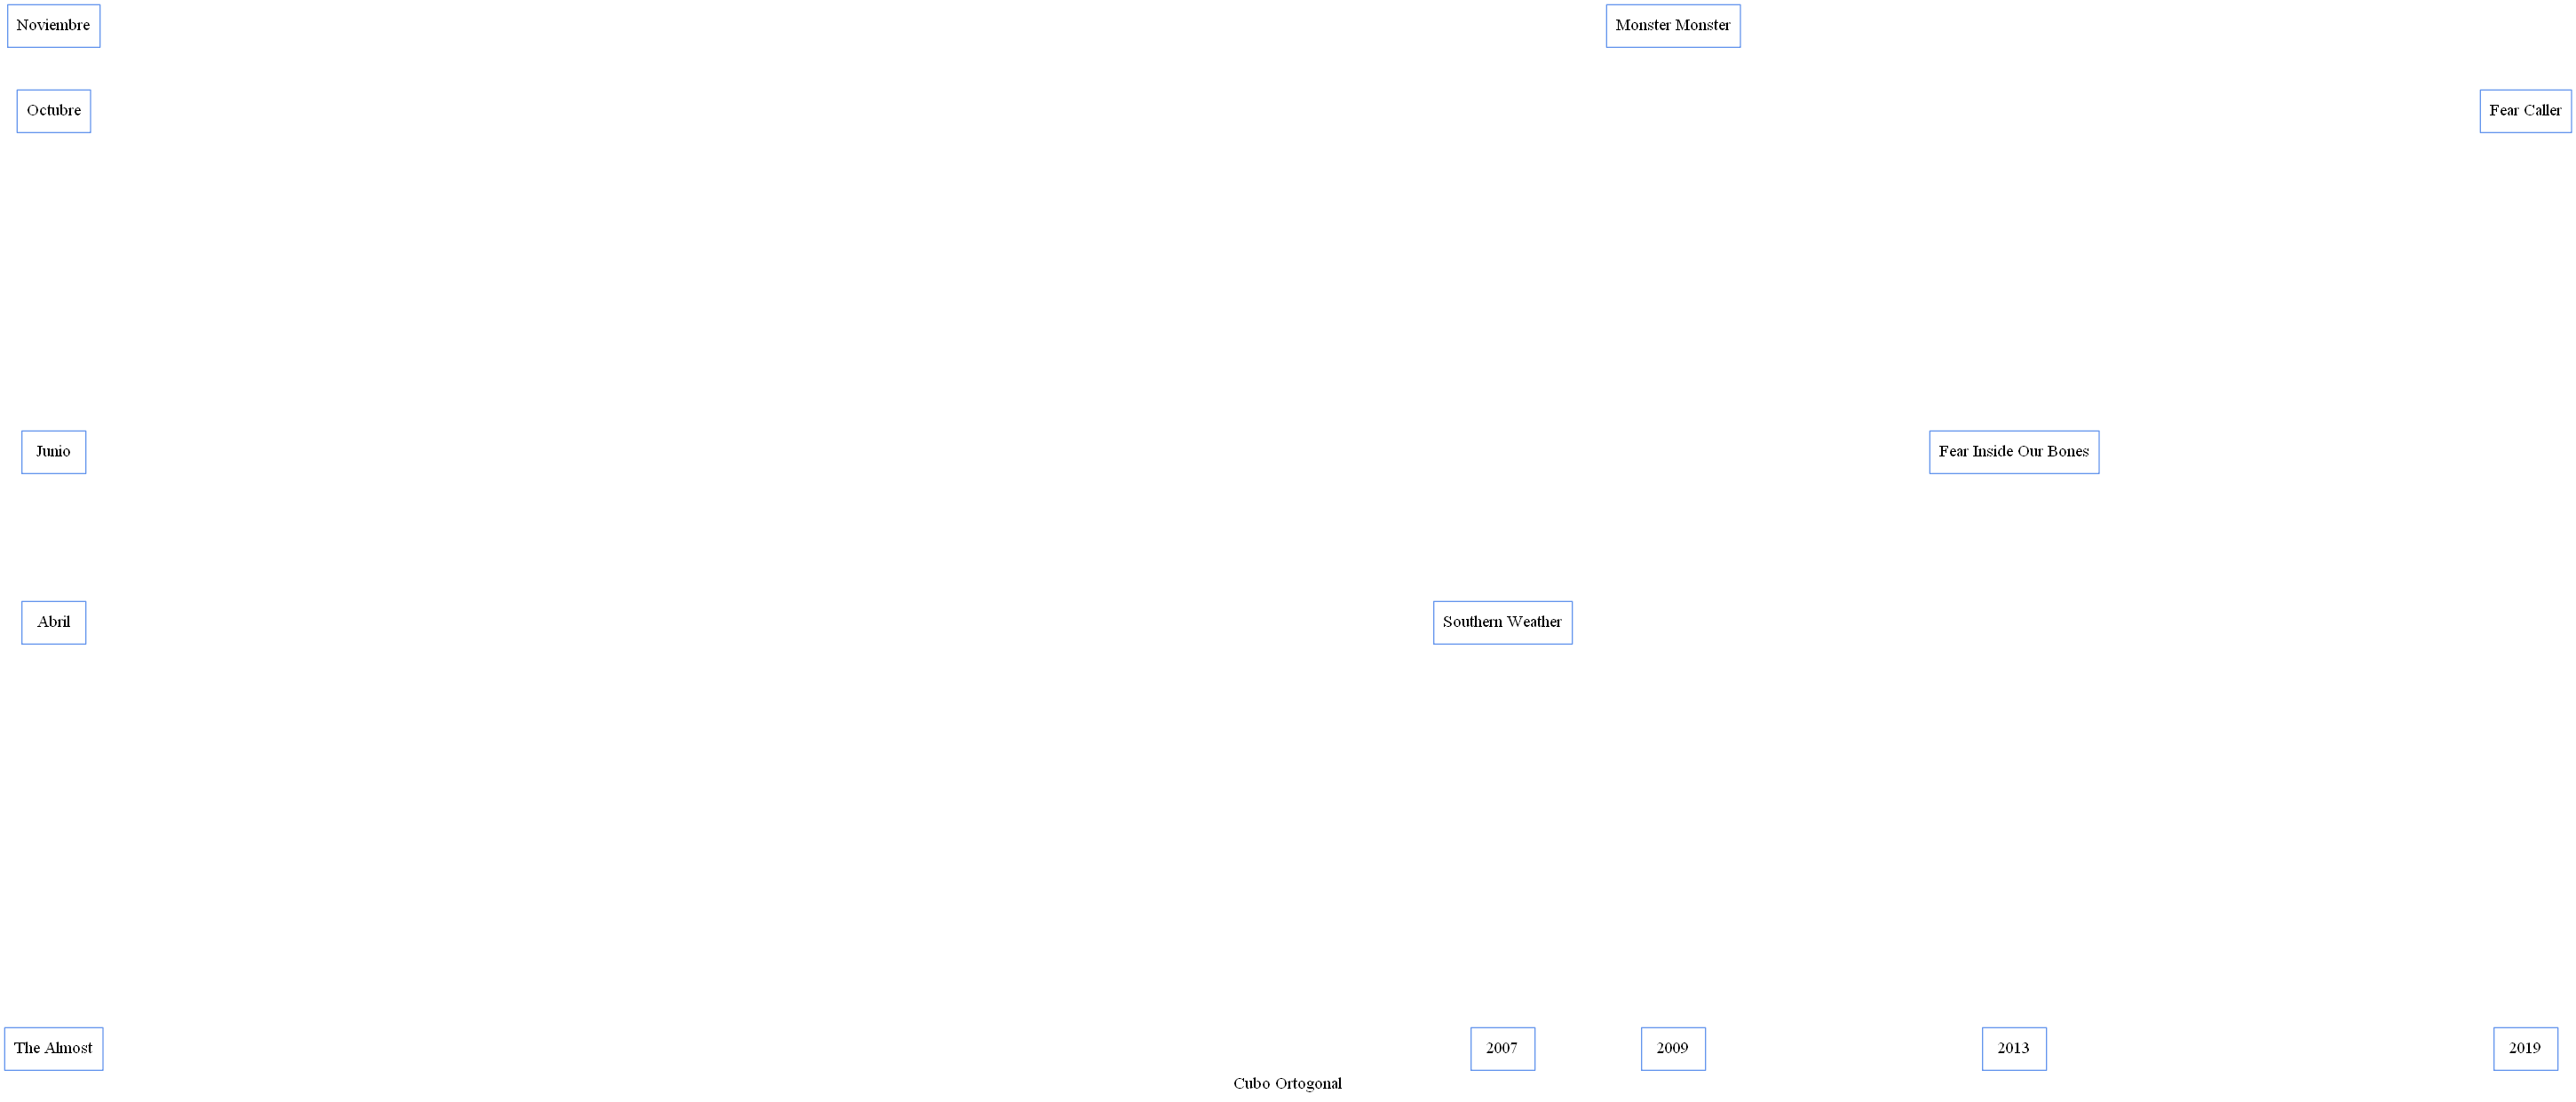 Noviembre
Monster Monster
Octubre
Fear Caller
Junio
Fear Inside Our Bones
Abril
Southern Weather
The Almost
2007
2009
2013
2019
Cubo Ortogonal